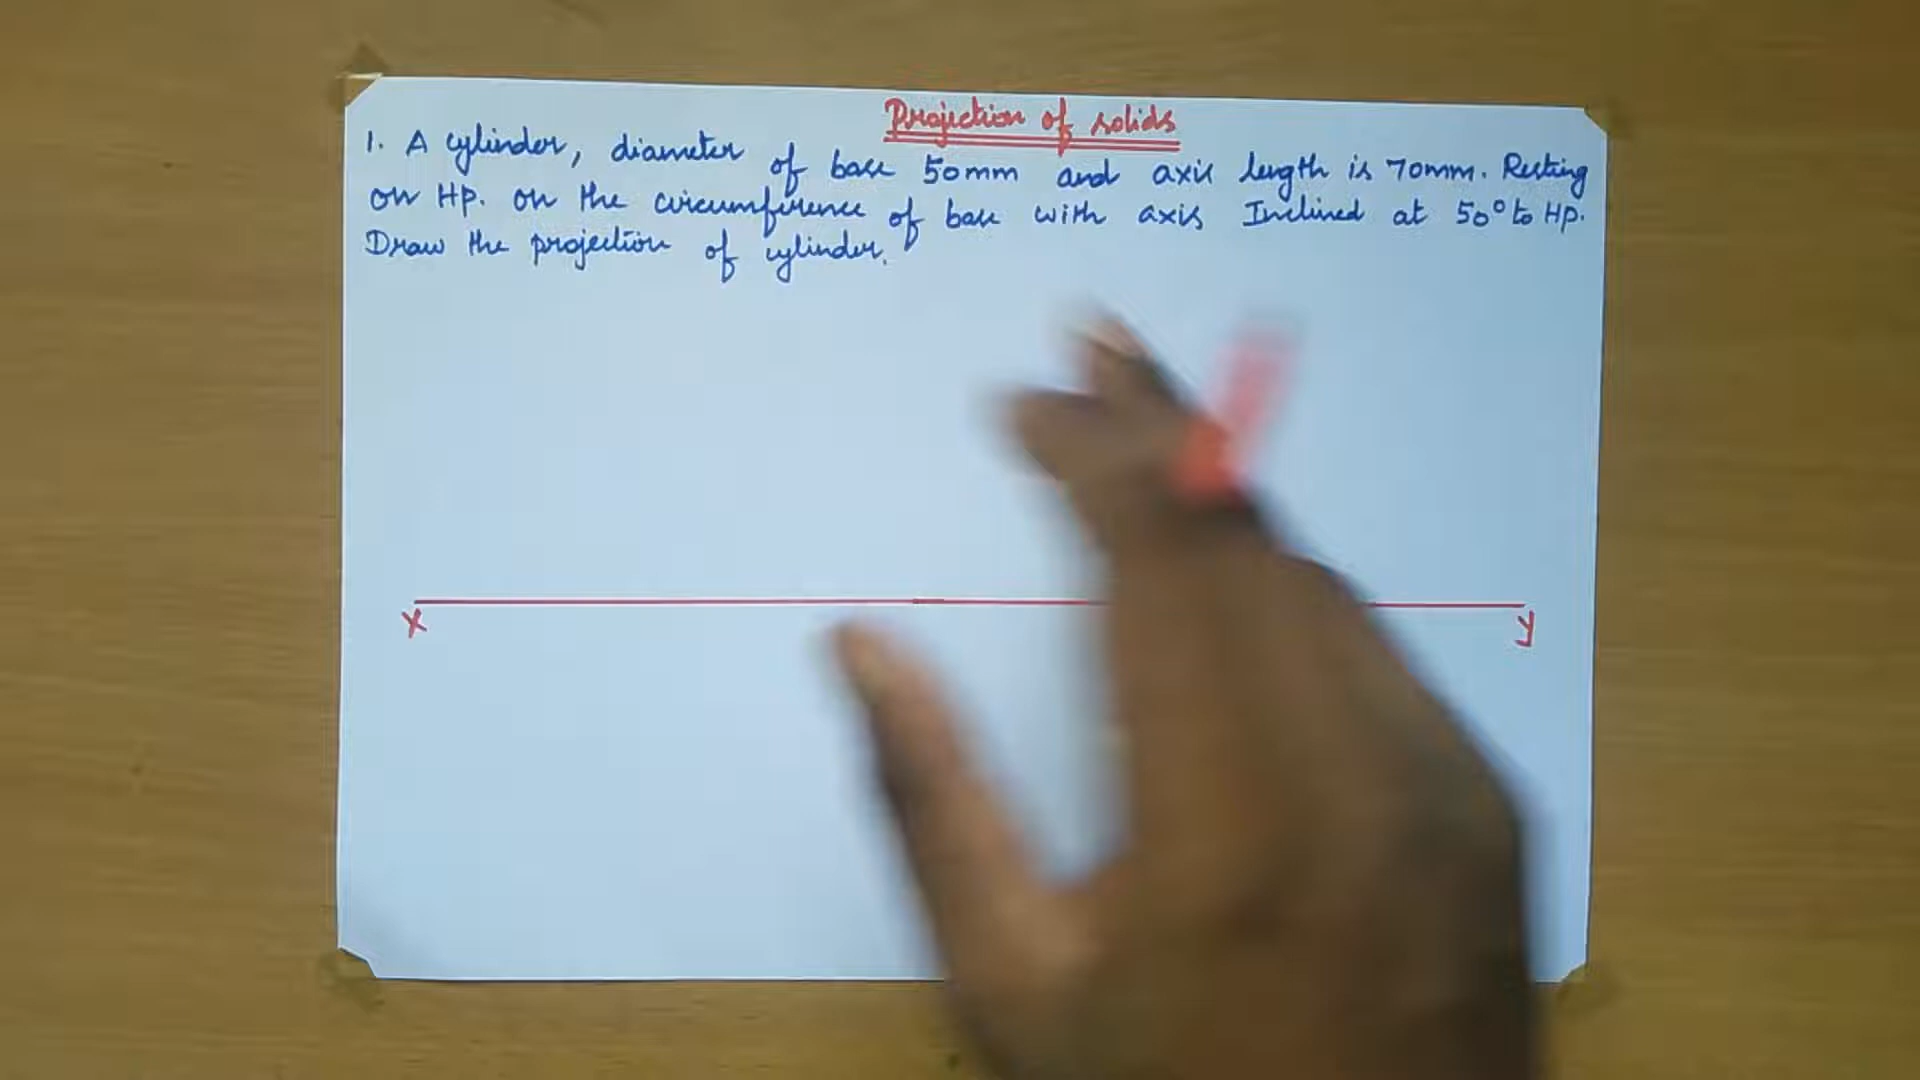 Projection of solids
1. A cylinder, diameter of base 50mm and axis length is 70mm. Resting
on HP. on the circumference of base with axis Inclined at 50° to HP.
Draw the projection of cylinder.
X
y